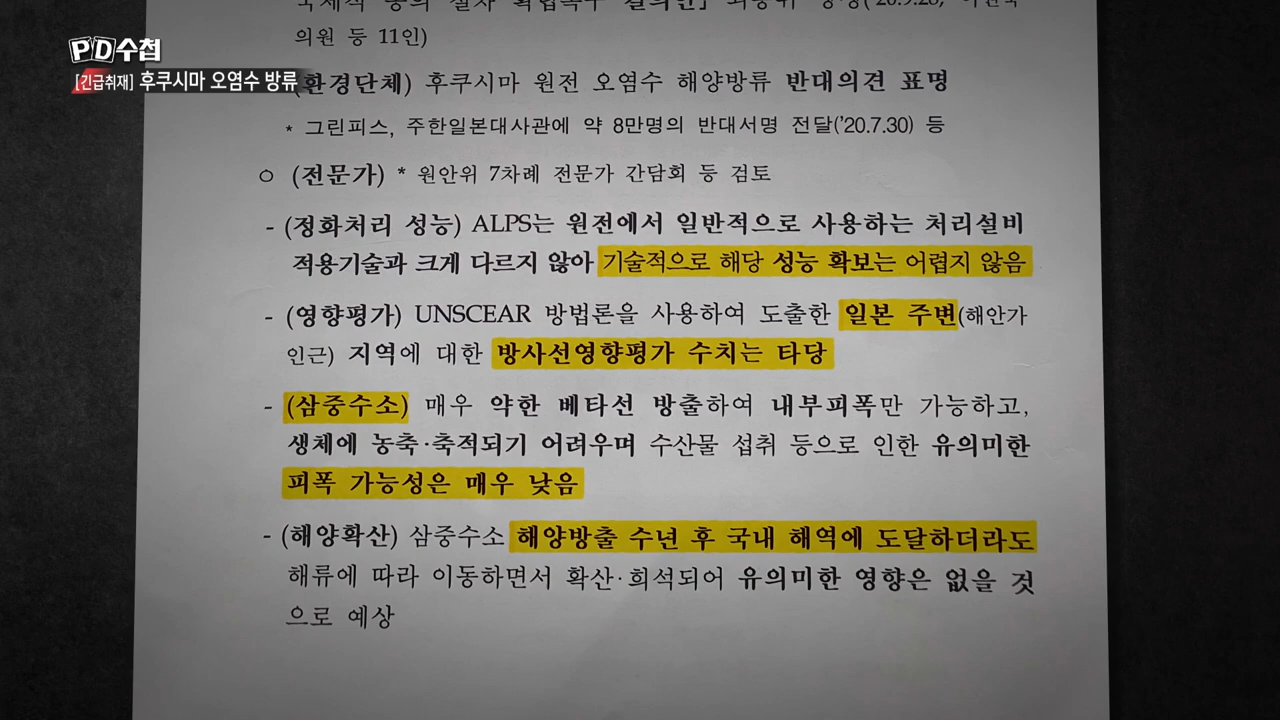 PD수첩
[긴급취재] 후쿠시마 오염수 방류
의원 등 11인)
(환경단체) 후쿠시마 원전 오염수 해양방류 반대의견 표명
* 그린피스, 주한일본대사관에 약 8만명의 반대서명 전달('20.7.30) 등
○ (전문가) * 원안위 7차례 전문가 간담회 등 검토
- (정화처리 성능) ALPS는 원전에서 일반적으로 사용하는 처리설비
적용기술과 크게 다르지 않아 기술적으로 해당 성능 확보는 어렵지 않음
- (영향평가) UNSCEAR 방법론을 사용하여 도출한 일본 주변(해안가
인근) 지역에 대한 방사선영향평가 수치는 타당
- (삼중수소) 매우 약한 베타선 방출하여 내부피폭만 가능하고,
생체에 농축·축적되기 어려우며 수산물 섭취 등으로 인한 유의미한
피폭 가능성은 매우 낮음
- (해양확산) 삼중수소 해양방출 수년 후 국내 해역에 도달하더라도
해류에 따라 이동하면서 확산·희석되어 유의미한 영향은 없을 것
으로 예상